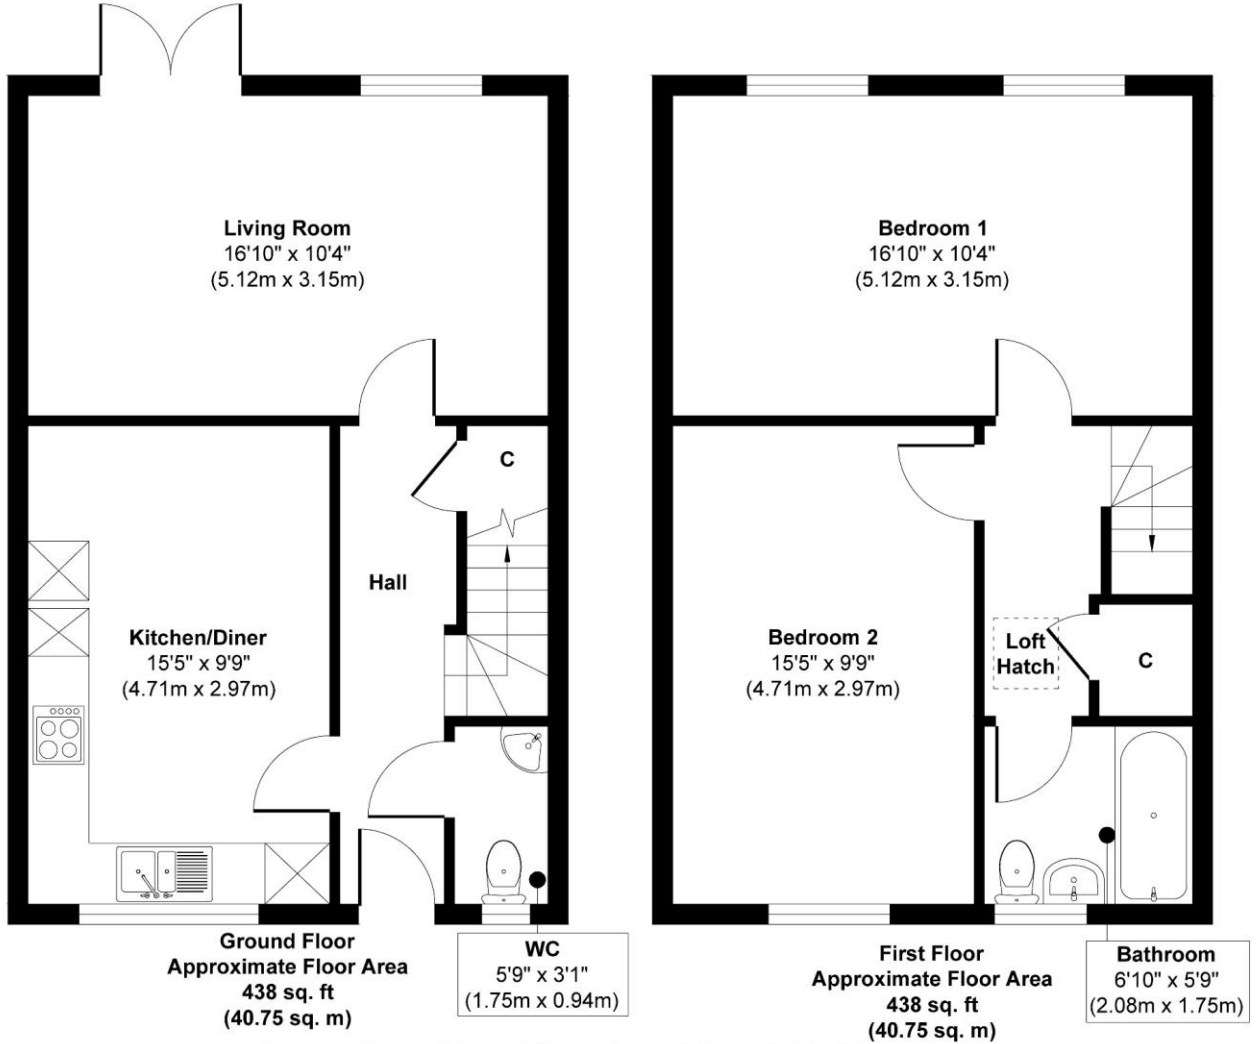 Living Room
16'10" x 10'4"
(5.12m x 3.15m)
C
Hall
Kitchen/Diner
15'5" x 9'9"
(4.71m x 2.97m)
Ground Floor
Approximate Floor Area
438 sq. ft
(40.75 sq. m)
WC
5'9" x 3'1"
(1.75m x 0.94m)
Bedroom 1
16'10" x 10'4"
(5.12m x 3.15m)
Bedroom 2
15'5" x 9'9"
(4.71m x 2.97m)
Loft
Hatch
C
First Floor
Approximate Floor Area
438 sq. ft
(40.75 sq. m)
Bathroom
6'10" x 5'9"
(2.08m x 1.75m)